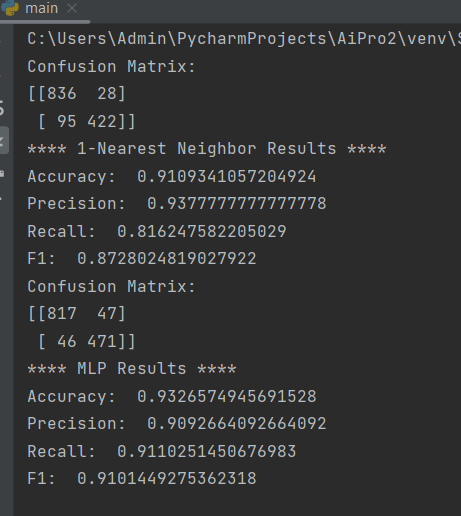 main
C:\Users\Admin\PycharmProjects\AiPro2\venv\S
Confusion Matrix:
[[836  28]
 [ 95 422]]
**** 1-Nearest Neighbor Results ****
Accuracy:  0.9109341057204924
Precision:  0.9377777777777778
Recall:  0.816247582205029
F1:  0.8728024819027922
Confusion Matrix:
[[817  47]
 [ 46 471]]
**** MLP Results ****
Accuracy:  0.9326574945691528
Precision:  0.9092664092664092
Recall:  0.9110251450676983
F1:  0.9101449275362318